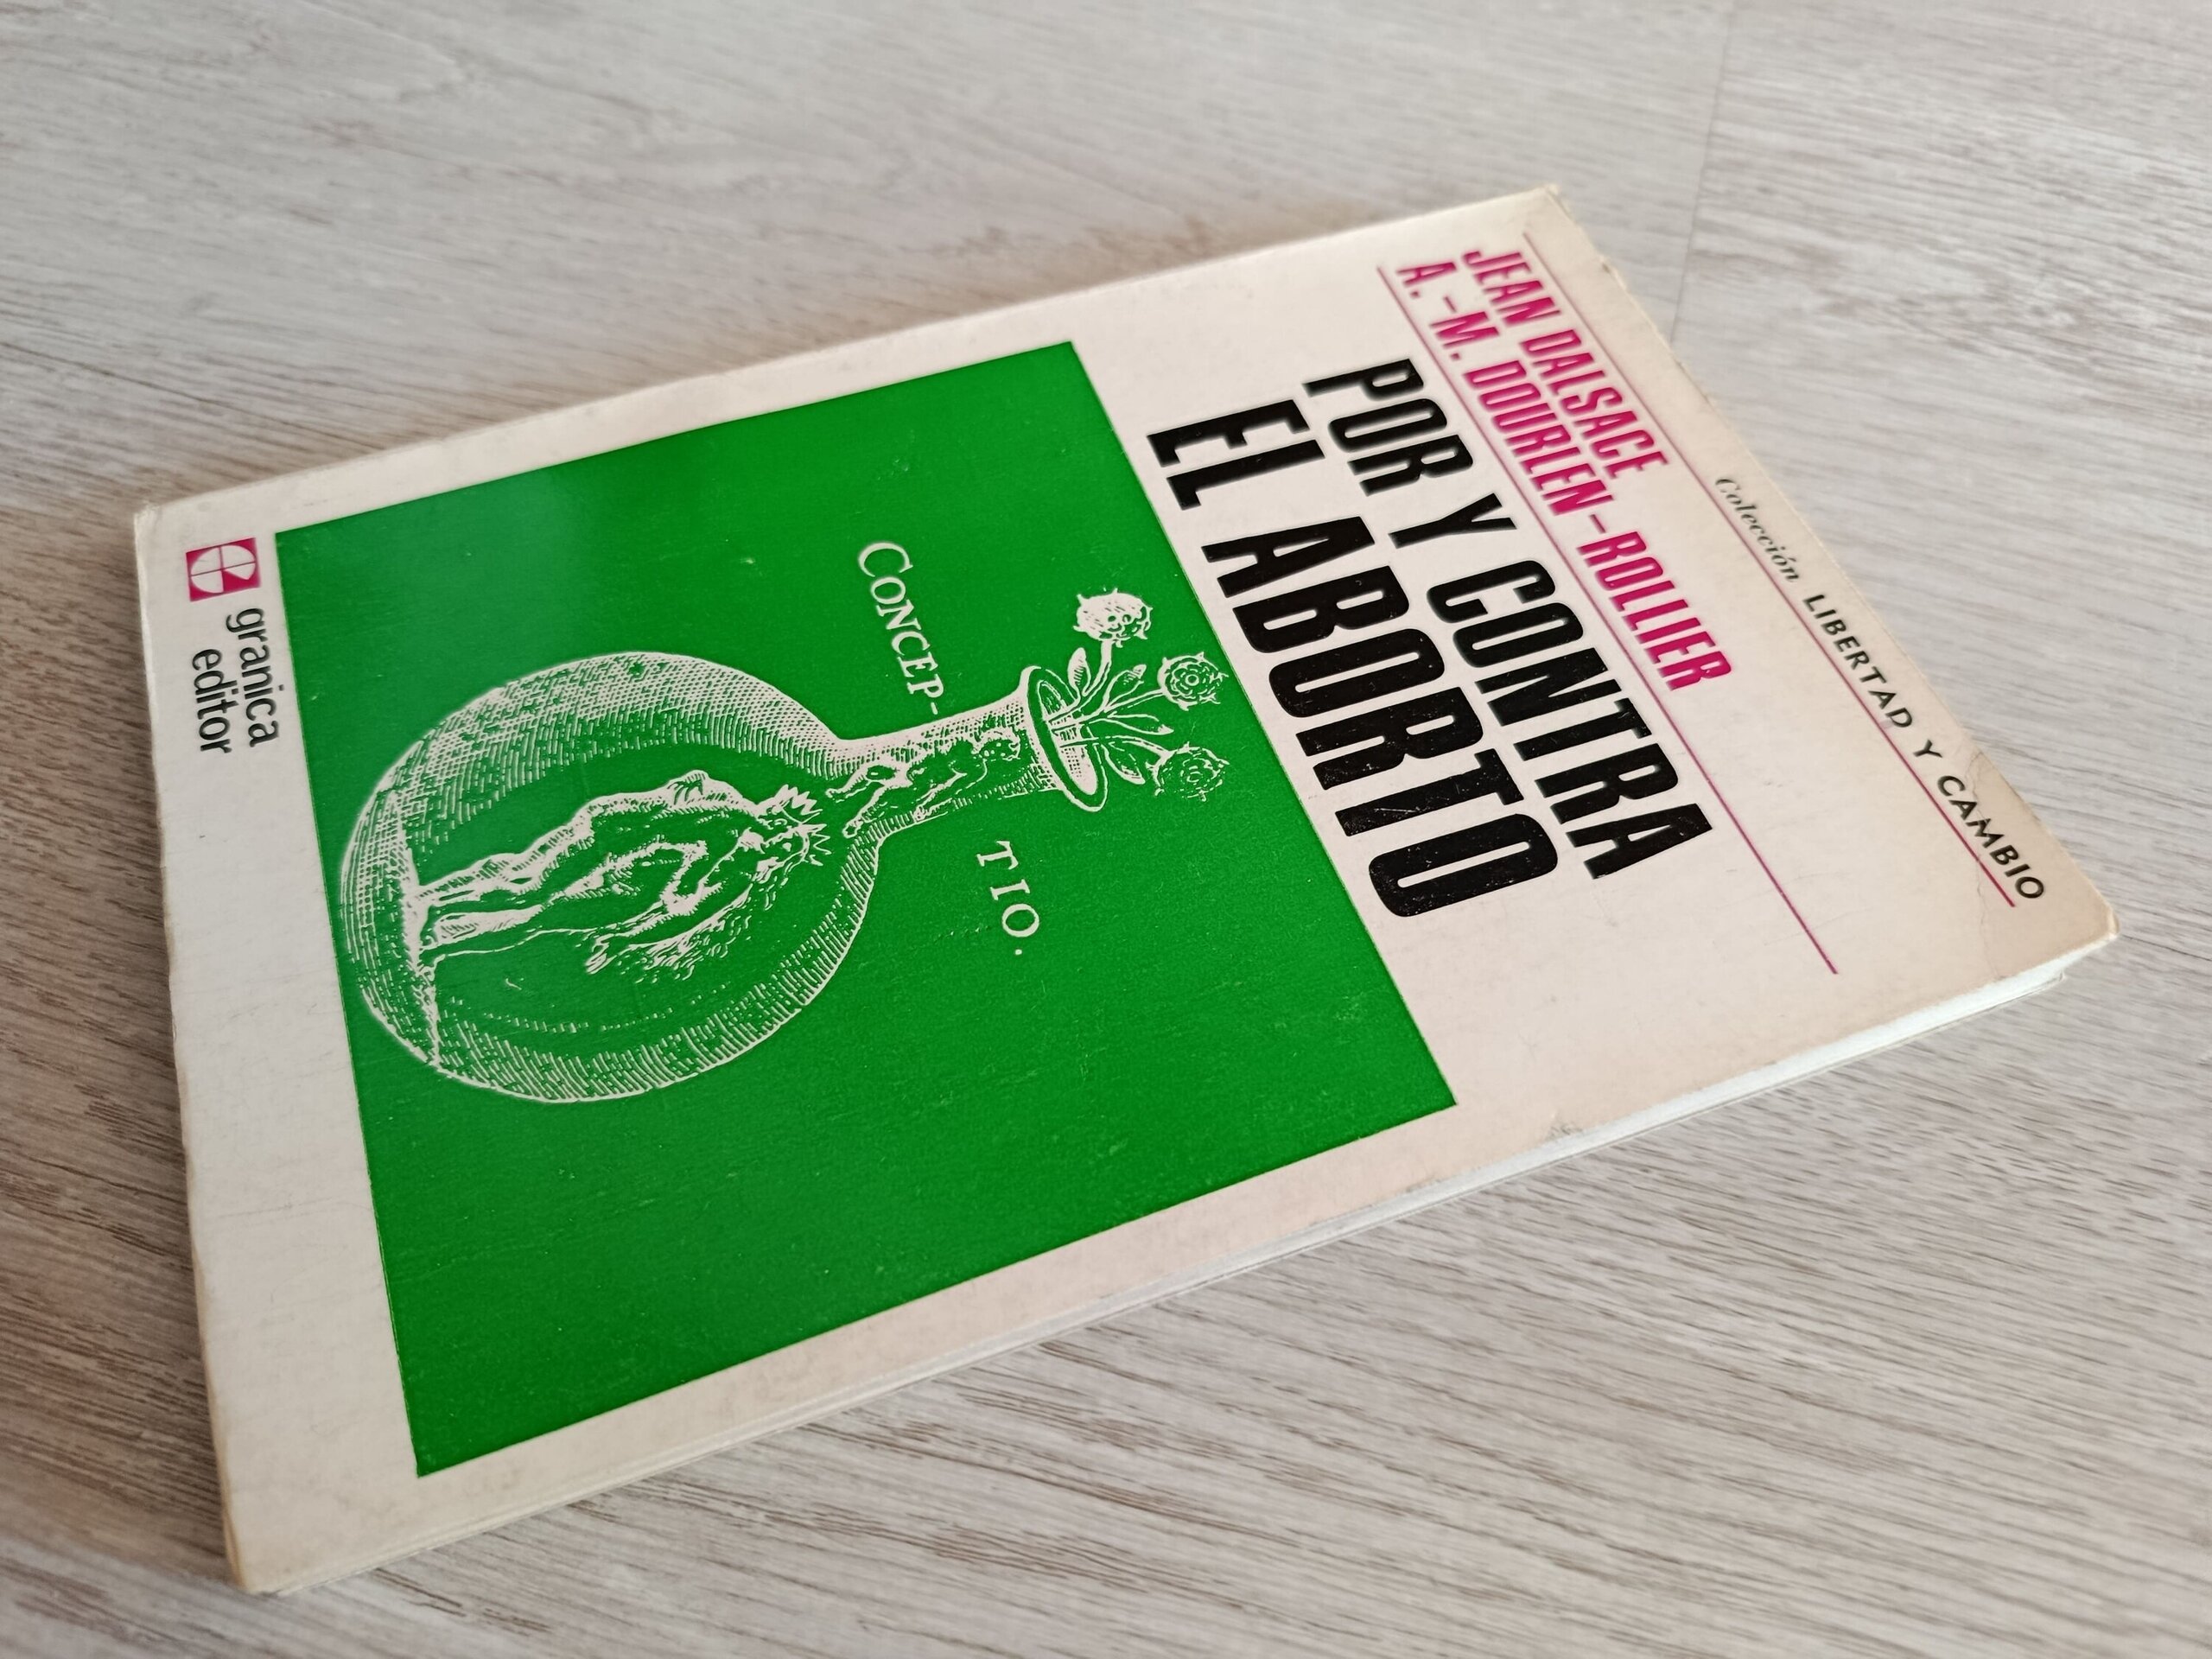 Colección LIBERTAD Y CAMBIO
JEAN DALSACE
A.-M. DOURLEN-ROLLIER
POR Y CONTRA
EL ABORTO
CONCEP-
TIO.
granica
editor